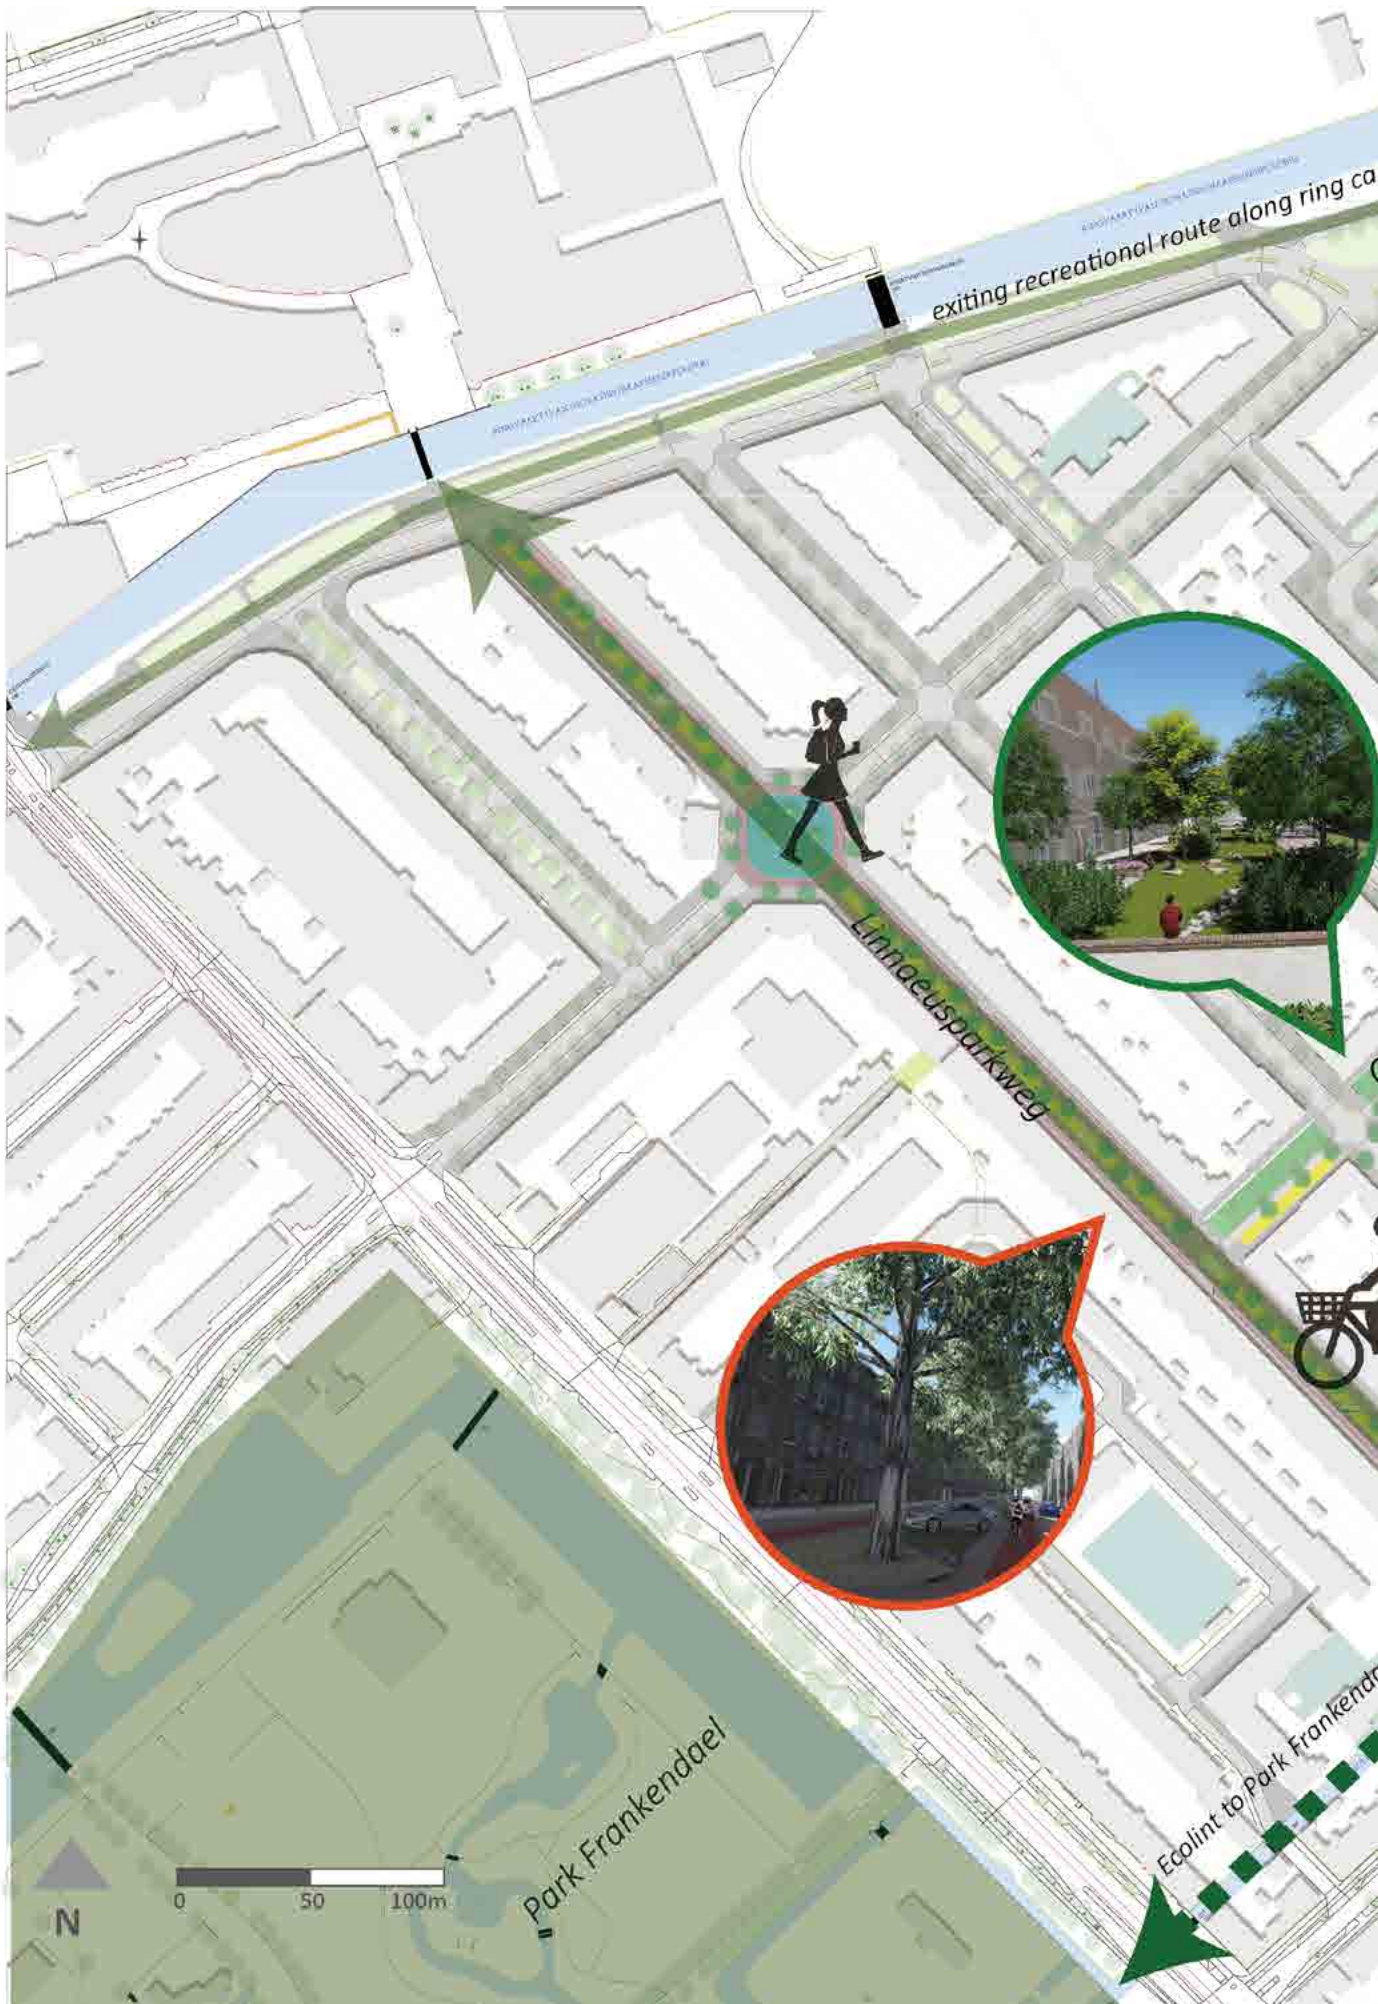 exiting recreational route along ring ca
Linnaeusparkweg
Ecolint to Park Frankenda
Park Frankendael
0 50 100m
N